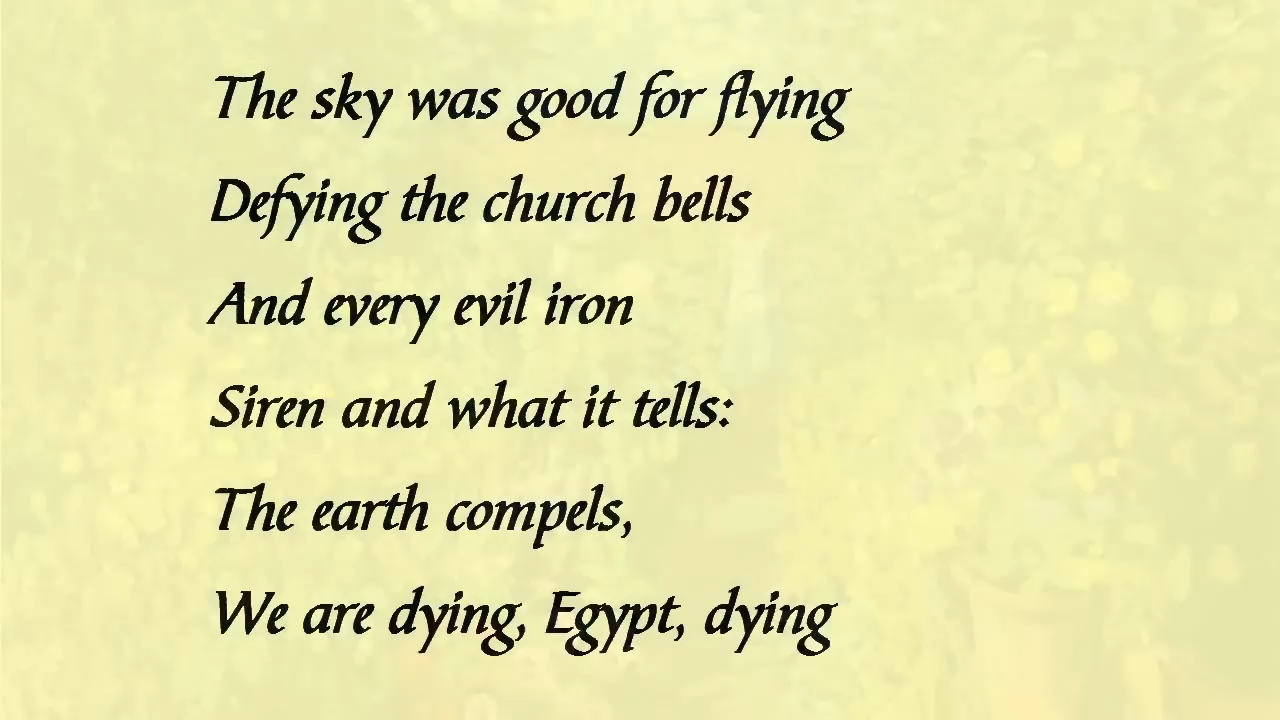 The sky was good for flying
Defying the church bells
And every evil iron
Siren and what it tells:
The earth compels,
We are dying, Egypt, dying